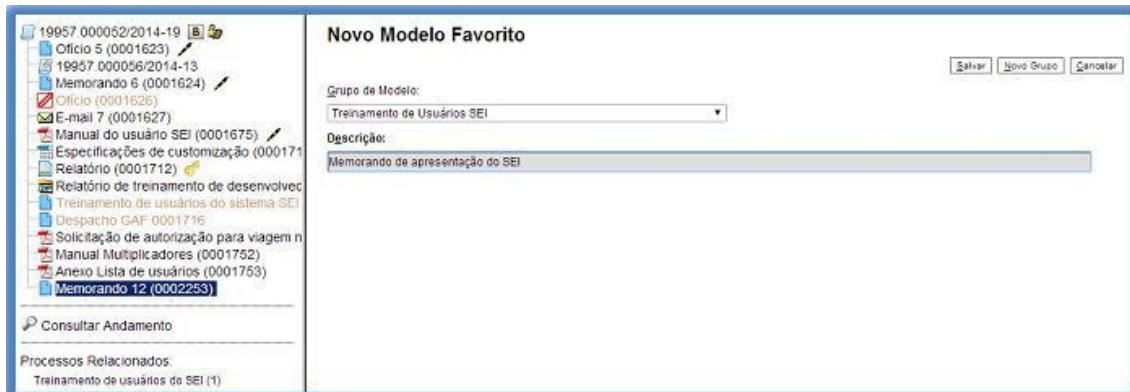 19957.000052/2014-19 B
Ofício 5 (0001623)
19957.000056/2014-13
Memorando 6 (0001624)
Ofício (0001626)
E-mail 7 (0001627)
Manual do usuário SEI (0001675)
Especificações de customização (000171
Relatório (0001712)
Relatório de treinamento de desenvolvec
Treinamento de usuários do sistema SEI
Despacho GAF 0001716
Solicitação de autorização para viagem n
Manual Multiplicadores (0001752)
Anexo Lista de usuários (0001753)
Memorando 12 (0002253)
Consultar Andamento
Processos Relacionados:
Treinamento de usuários do SEI (1)
Novo Modelo Favorito
Salvar Novo Grupo Cancelar
Grupo de Modelo:
Treinamento de Usuários SEI
Descrição:
Memorando de apresentação do SEI